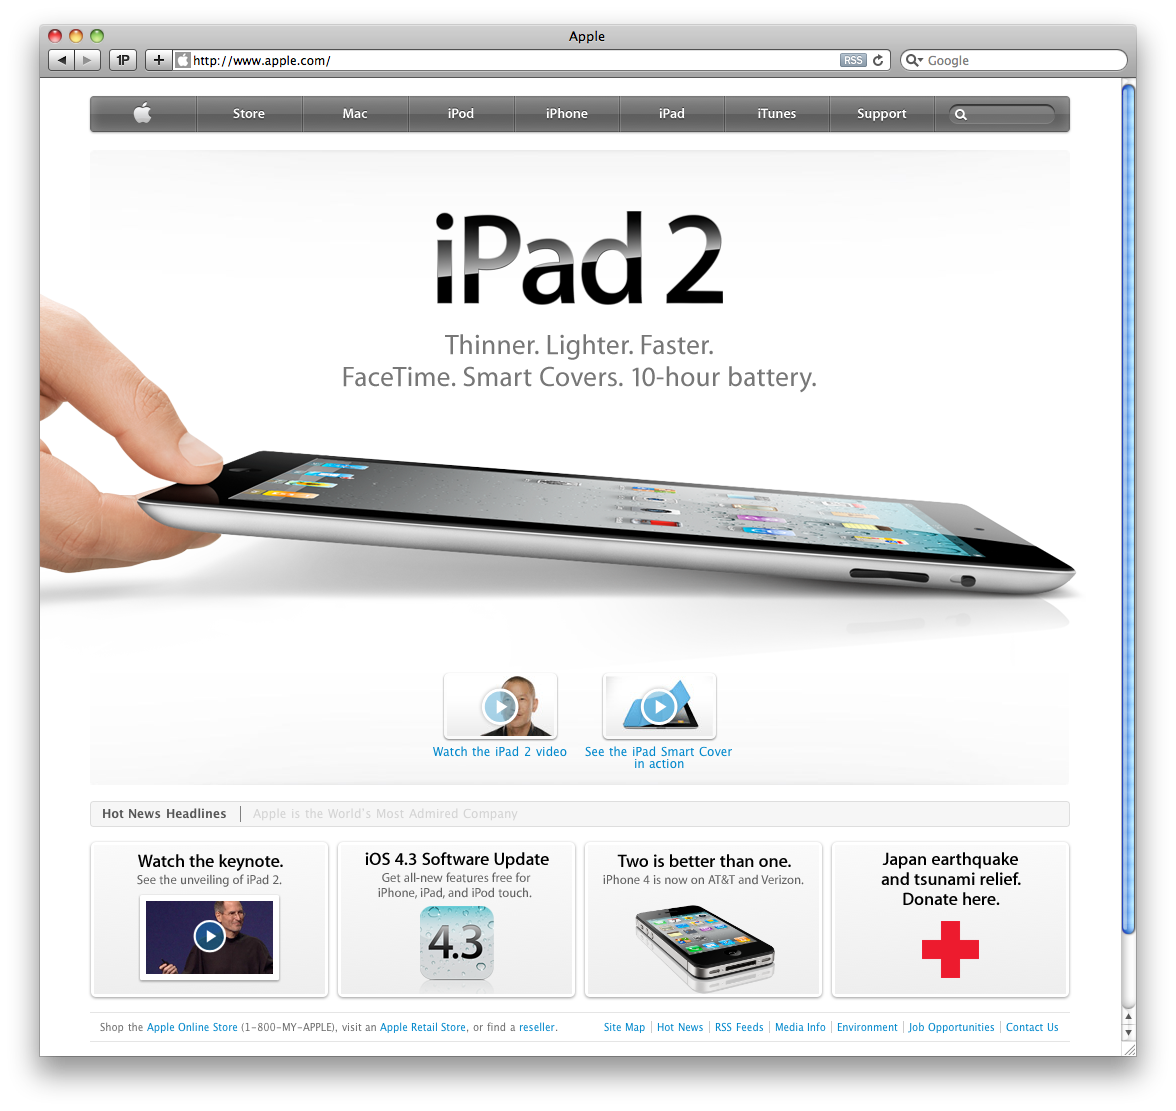 Apple
1P
+
http://www.apple.com/
RSS
Google
Store
Mac
iPod
iPhone
iPad
iTunes
Support
iPad 2
Thinner. Lighter. Faster.
FaceTime. Smart Covers. 10-hour battery.
Watch the iPad 2 video
See the iPad Smart Cover
in action
Hot News Headlines
Apple is the World's Most Admired Company
Watch the keynote.
See the unveiling of iPad 2.
iOS 4.3 Software Update
Get all-new features free for
iPhone, iPad, and iPod touch.
4.3
Two is better than one.
iPhone 4 is now on AT&T and Verizon.
Japan earthquake
and tsunami relief.
Donate here.
Shop the Apple Online Store (1-800-MY-APPLE), visit an Apple Retail Store, or find a reseller.
Site Map | Hot News | RSS Feeds | Media Info | Environment | Job Opportunities | Contact Us